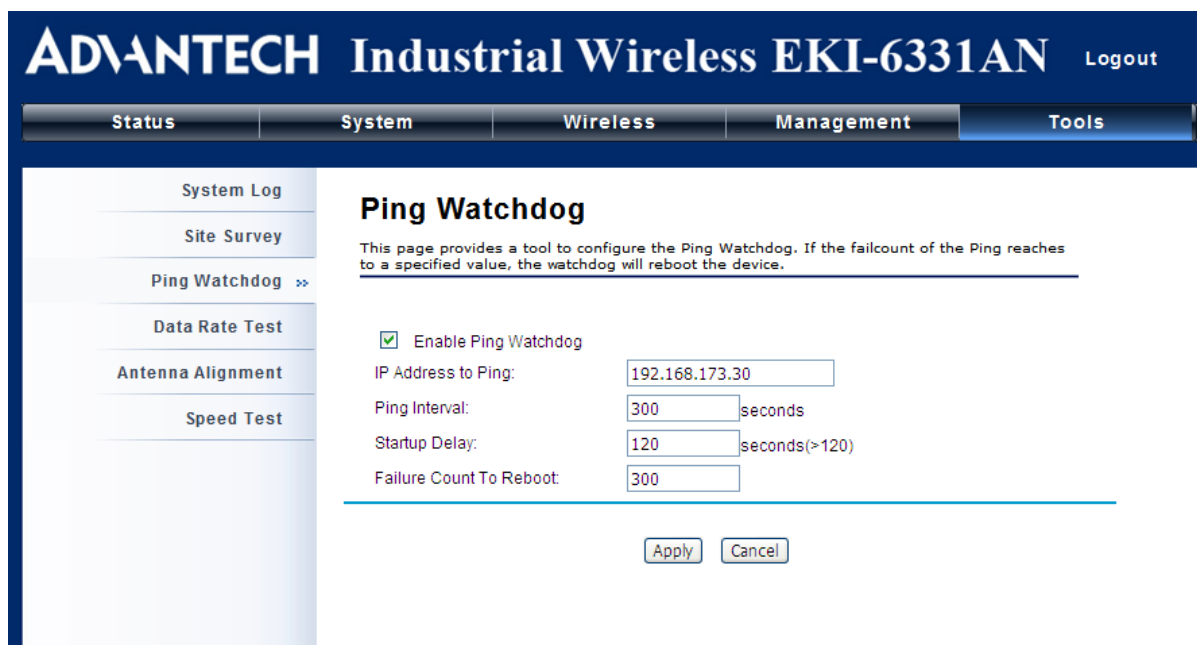 ADVANTECH Industrial Wireless EKI-6331AN Logout
Status System Wireless Management Tools
System Log
Site Survey
Ping Watchdog »
Data Rate Test
Antenna Alignment
Speed Test
Ping Watchdog
This page provides a tool to configure the Ping Watchdog. If the failcount of the Ping reaches
to a specified value, the watchdog will reboot the device.
Enable Ping Watchdog
IP Address to Ping: 192.168.173.30
Ping Interval: 300 seconds
Startup Delay: 120 seconds(>120)
Failure Count To Reboot: 300
Apply Cancel